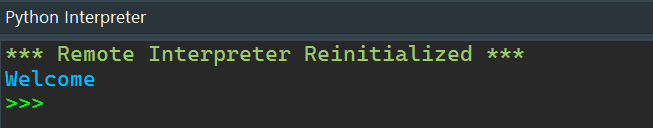 Python Interpreter
*** Remote Interpreter Reinitialized ***
Welcome
>>>